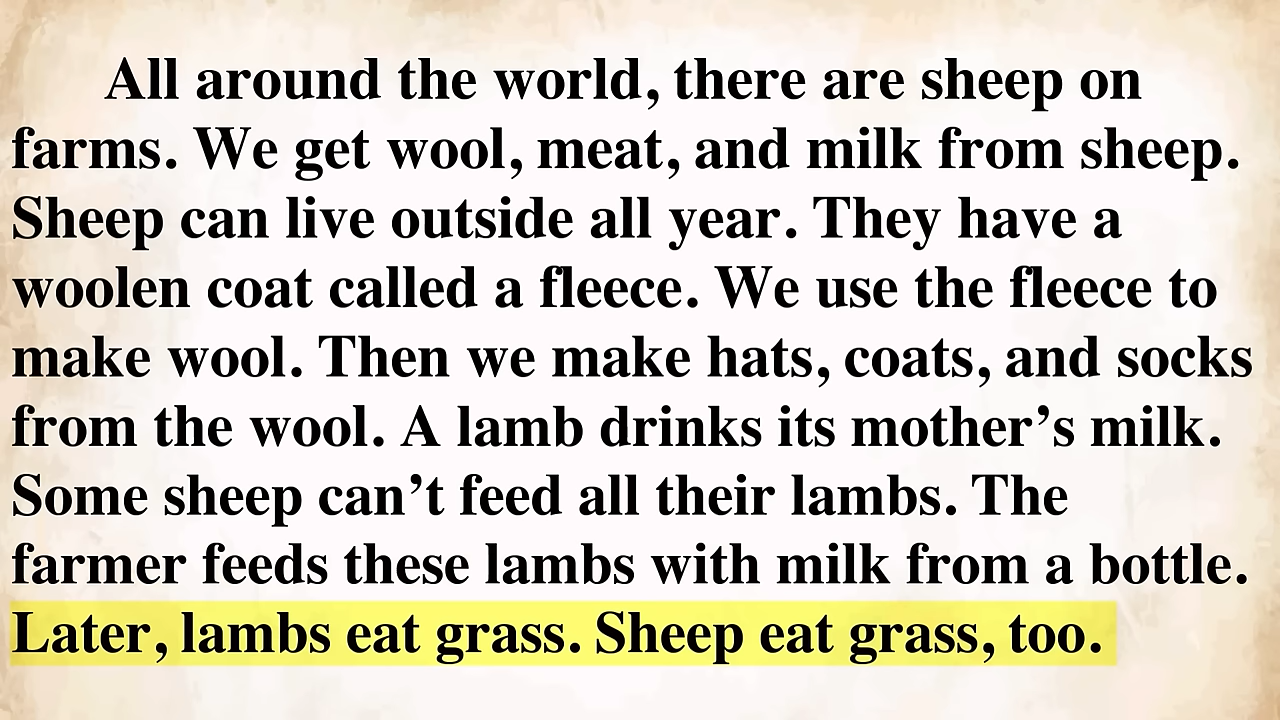 All around the world, there are sheep on
farms. We get wool, meat, and milk from sheep.
Sheep can live outside all year. They have a
woolen coat called a fleece. We use the fleece to
make wool. Then we make hats, coats, and socks
from the wool. A lamb drinks its mother’s milk.
Some sheep can’t feed all their lambs. The
farmer feeds these lambs with milk from a bottle.
Later, lambs eat grass. Sheep eat grass, too.